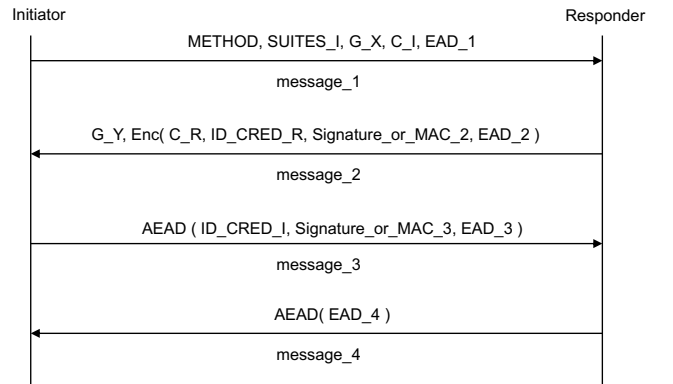 Initiator
Responder
METHOD, SUITES_I, G_X, C_I, EAD_1
message_1
G_Y, Enc( C_R, ID_CRED_R, Signature_or_MAC_2, EAD_2 )
message_2
AEAD ( ID_CRED_I, Signature_or_MAC_3, EAD_3 )
message_3
AEAD( EAD_4 )
message_4